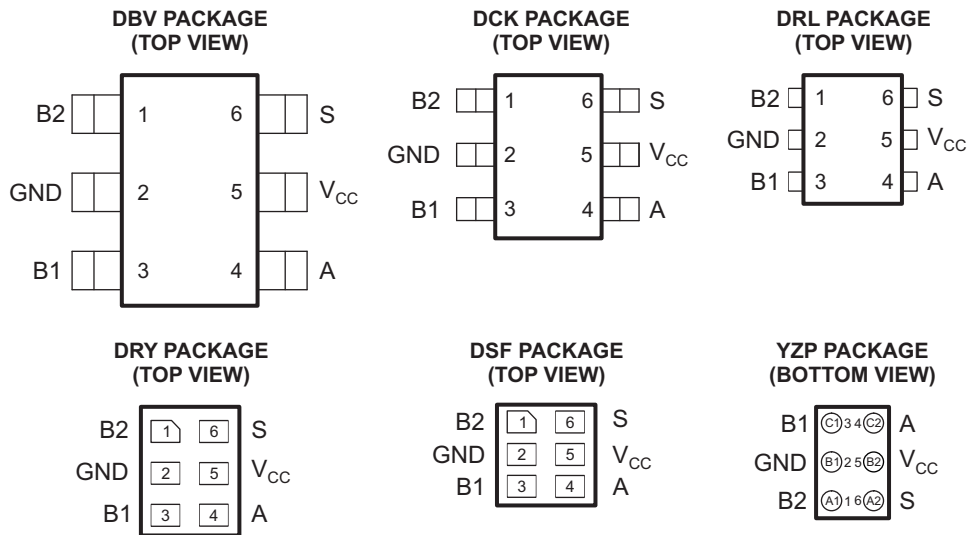 DBV PACKAGE
(TOP VIEW)
B2 1 6 S
GND 2 5 VCC
B1 3 4 A
DCK PACKAGE
(TOP VIEW)
B2 1 6 S
GND 2 5 VCC
B1 3 4 A
DRL PACKAGE
(TOP VIEW)
B2 1 6 S
GND 2 5 VCC
B1 3 4 A
DRY PACKAGE
(TOP VIEW)
B2 1 6 S
GND 2 5 VCC
B1 3 4 A
DSF PACKAGE
(TOP VIEW)
B2 1 6 S
GND 2 5 VCC
B1 3 4 A
YZP PACKAGE
(BOTTOM VIEW)
B1 C1 3 4 C2 A
GND B1 2 5 B2 VCC
B2 A1 1 6 A2 S